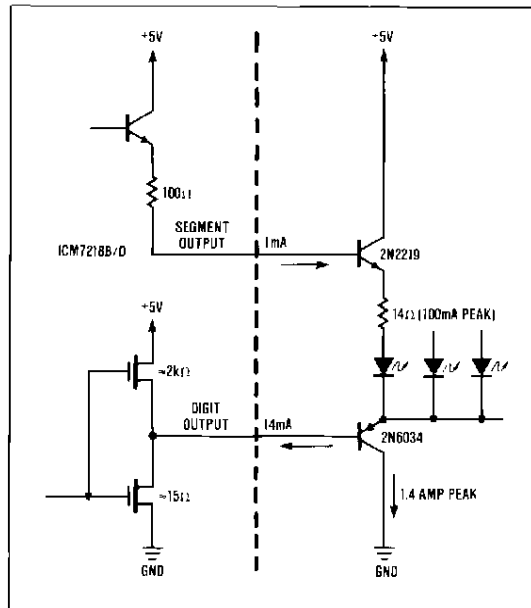 +5V
+5V
100Ω
SEGMENT
OUTPUT
1mA
ICM7218B/D
2N2219
14Ω (100mA PEAK)
+5V
≈2kΩ
DIGIT
OUTPUT
14mA
2N6034
≈15Ω
1.4 AMP PEAK
GND
GND